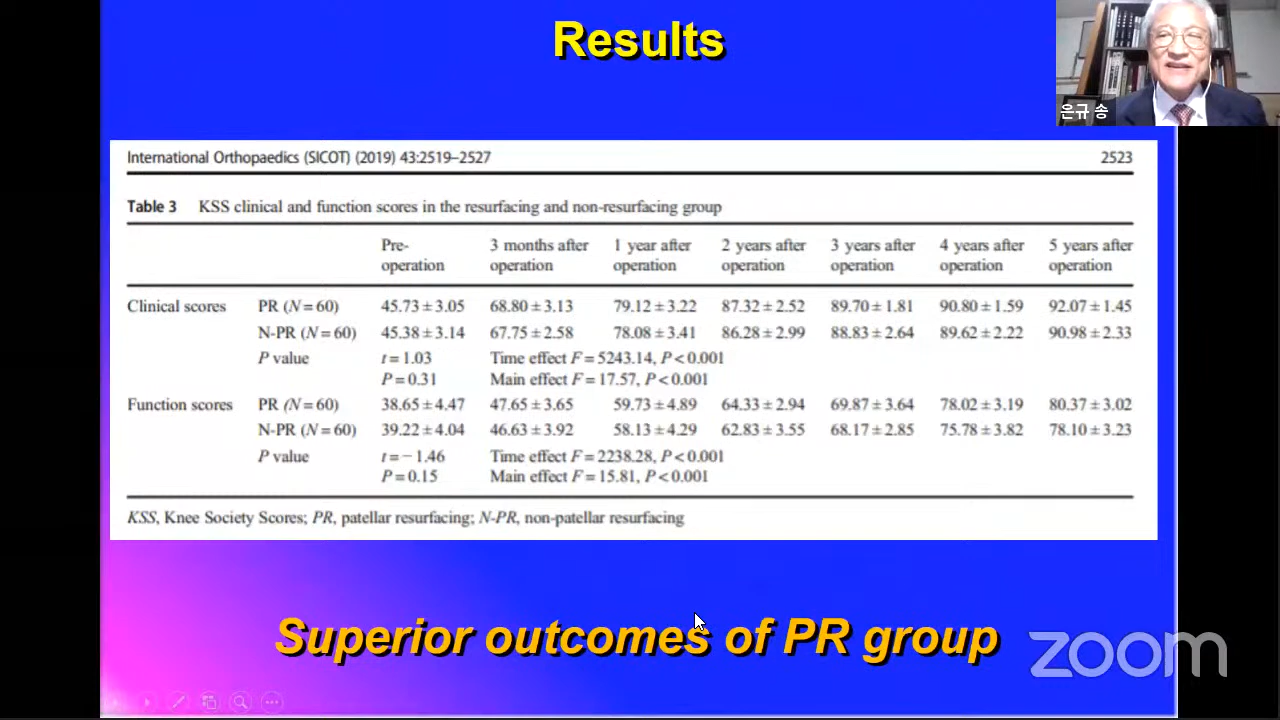 Results
은규 송
International Orthopaedics (SICOT) (2019) 43:2519–2527 2523
Table 3 KSS clinical and function scores in the resurfacing and non-resurfacing group
Pre-operation 3 months after operation 1 year after operation 2 years after operation 3 years after operation 4 years after operation 5 years after operation
Clinical scores PR (N = 60) 45.73 ± 3.05 68.80 ± 3.13 79.12 ± 3.22 87.32 ± 2.52 89.70 ± 1.81 90.80 ± 1.59 92.07 ± 1.45
N-PR (N = 60) 45.38 ± 3.14 67.75 ± 2.58 78.08 ± 3.41 86.28 ± 2.99 88.83 ± 2.64 89.62 ± 2.22 90.98 ± 2.33
P value t = 1.03 Time effect F = 5243.14, P < 0.001
P = 0.31 Main effect F = 17.57, P < 0.001
Function scores PR (N = 60) 38.65 ± 4.47 47.65 ± 3.65 59.73 ± 4.89 64.33 ± 2.94 69.87 ± 3.64 78.02 ± 3.19 80.37 ± 3.02
N-PR (N = 60) 39.22 ± 4.04 46.63 ± 3.92 58.13 ± 4.29 62.83 ± 3.55 68.17 ± 2.85 75.78 ± 3.82 78.10 ± 3.23
P value t = − 1.46 Time effect F = 2238.28, P < 0.001
P = 0.15 Main effect F = 15.81, P < 0.001
KSS, Knee Society Scores; PR, patellar resurfacing; N-PR, non-patellar resurfacing
Superior outcomes of PR group
zoom